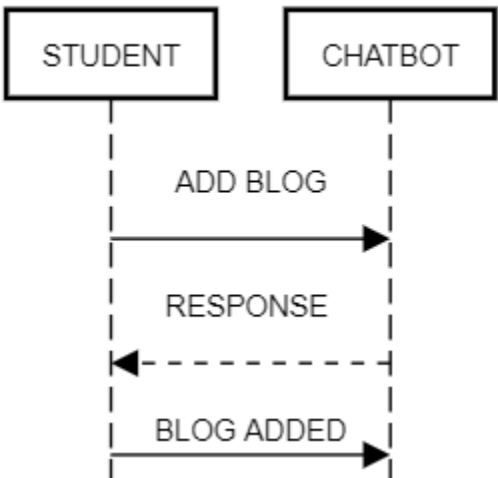 STUDENT
CHATBOT
ADD BLOG
RESPONSE
BLOG ADDED